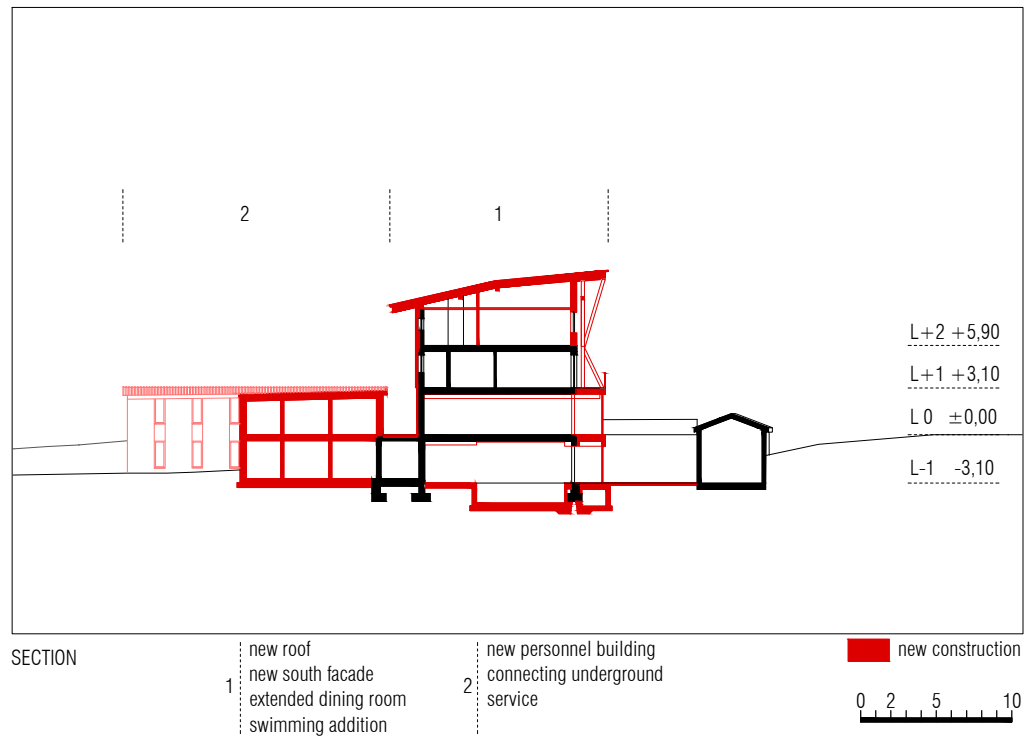 2
1
L+2 +5,90
L+1 +3,10
L 0 ±0,00
L-1 -3,10
SECTION
1
new roof
new south facade
extended dining room
swimming addition
2
new personnel building
connecting underground
service
new construction
0 2 5 10